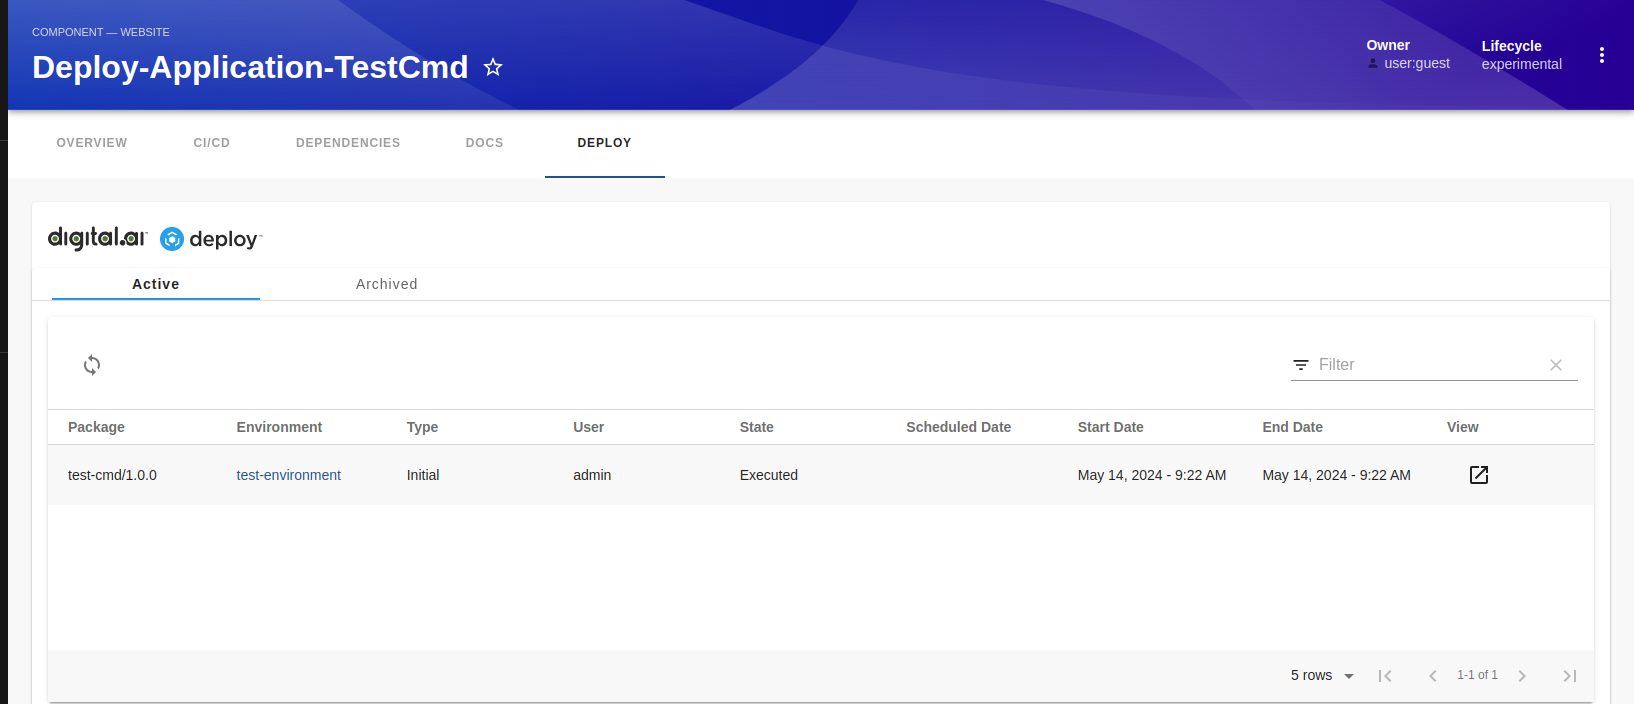 COMPONENT — WEBSITE
Deploy-Application-TestCmd
Owner
user:guest
Lifecycle
experimental
OVERVIEW CI/CD DEPENDENCIES DOCS DEPLOY
digital.ai deploy
Active Archived
Filter
Package Environment Type User State Scheduled Date Start Date End Date View
test-cmd/1.0.0 test-environment Initial admin Executed May 14, 2024 - 9:22 AM May 14, 2024 - 9:22 AM
5 rows 1-1 of 1